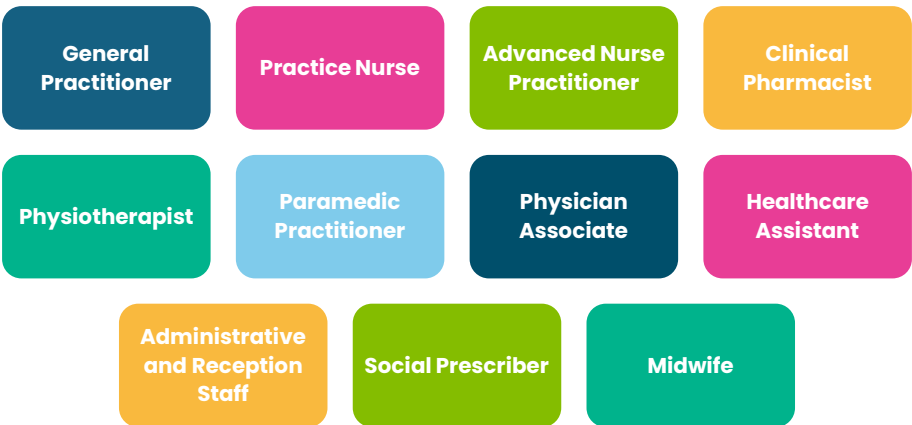 General
Practitioner
Practice Nurse
Advanced Nurse
Practitioner
Clinical
Pharmacist
Physiotherapist
Paramedic
Practitioner
Physician
Associate
Healthcare
Assistant
Administrative
and Reception
Staff
Social Prescriber
Midwife